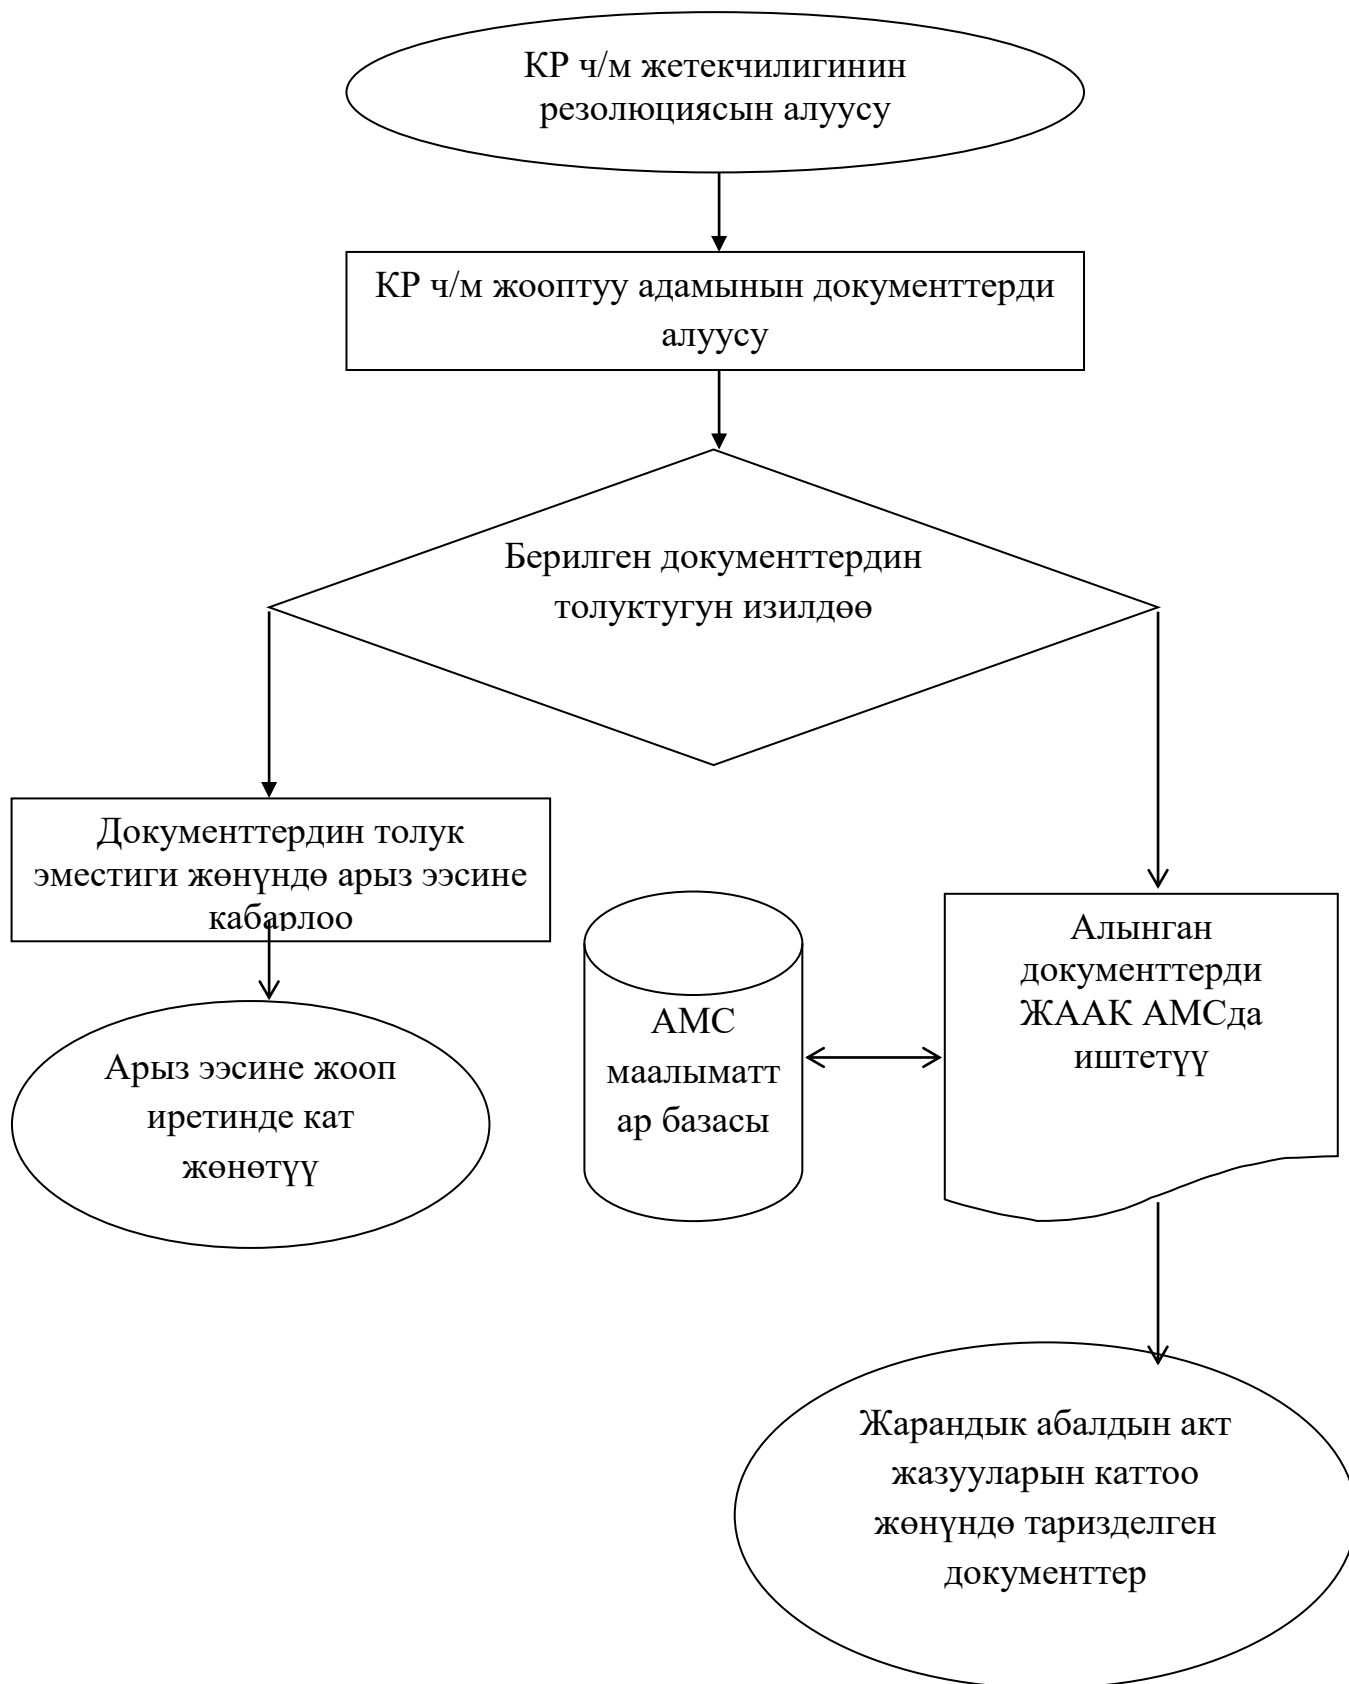 КР ч/м жетекчилигинин
резолюциясын алуусу
КР ч/м жооптуу адамынын документтерди
алуусу
Берилген документтердин
толуктугун изилдөө
Документтердин толук
эместиги жөнүндө арыз ээсине
кабарлоо
Арыз ээсине жооп
иретинде кат
жөнөтүү
АМС
маалыматт
ар базасы
Алынган
документтерди
ЖААК АМСда
иштетүү
Жарандык абалдын акт
жазууларын каттоо
жөнүндө таризделген
документтер